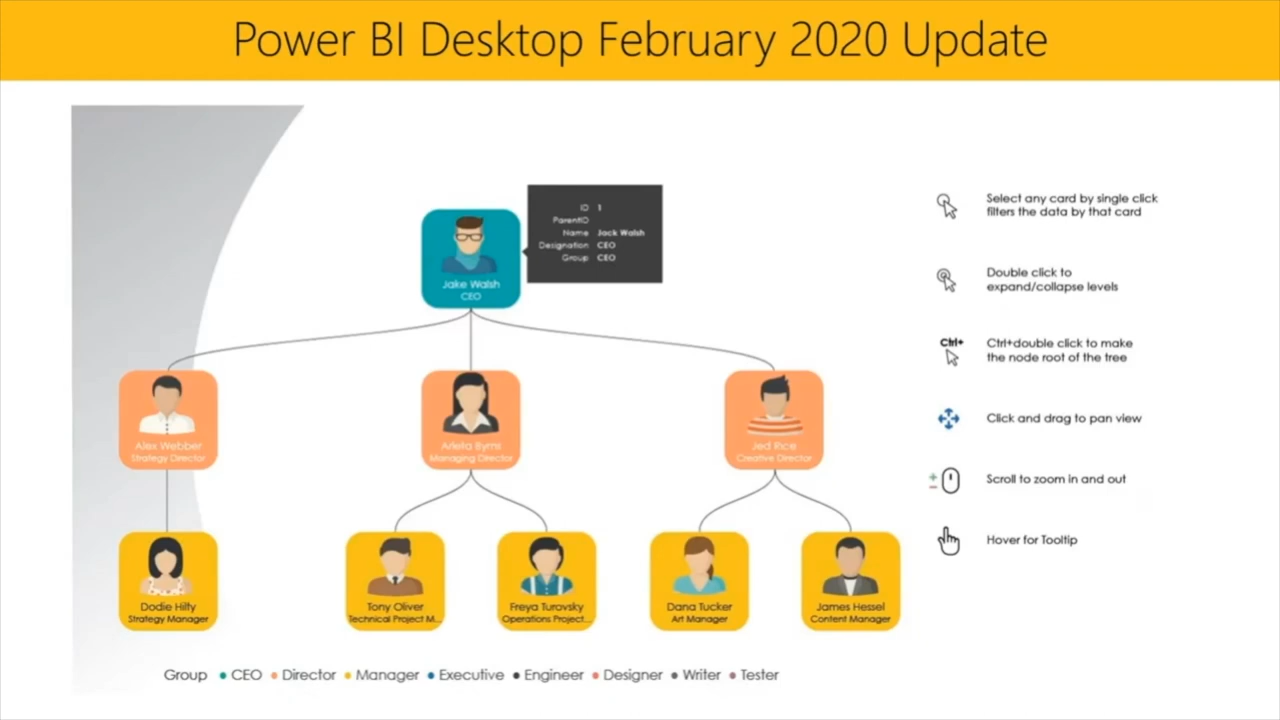 Power BI Desktop February 2020 Update
ID 1
ParentID
Name Jack Walsh
Designation CEO
Group CEO
Jake Walsh
CEO
Select any card by single click
filters the data by that card
Double click to
expand/collapse levels
Ctrl+
Ctrl+double click to make
the node root of the tree
Click and drag to pan view
Scroll to zoom in and out
Hover for Tooltip
Alex Webber
Strategy Director
Managing Director
Jed Rice
Creative Director
Dodie Hilty
Strategy Manager
Tony Oliver
Technical Project M...
Freya Turovsky
Operations Project...
Dana Tucker
Art Manager
James Hessel
Content Manager
Group CEO Director Manager Executive Engineer Designer Writer Tester